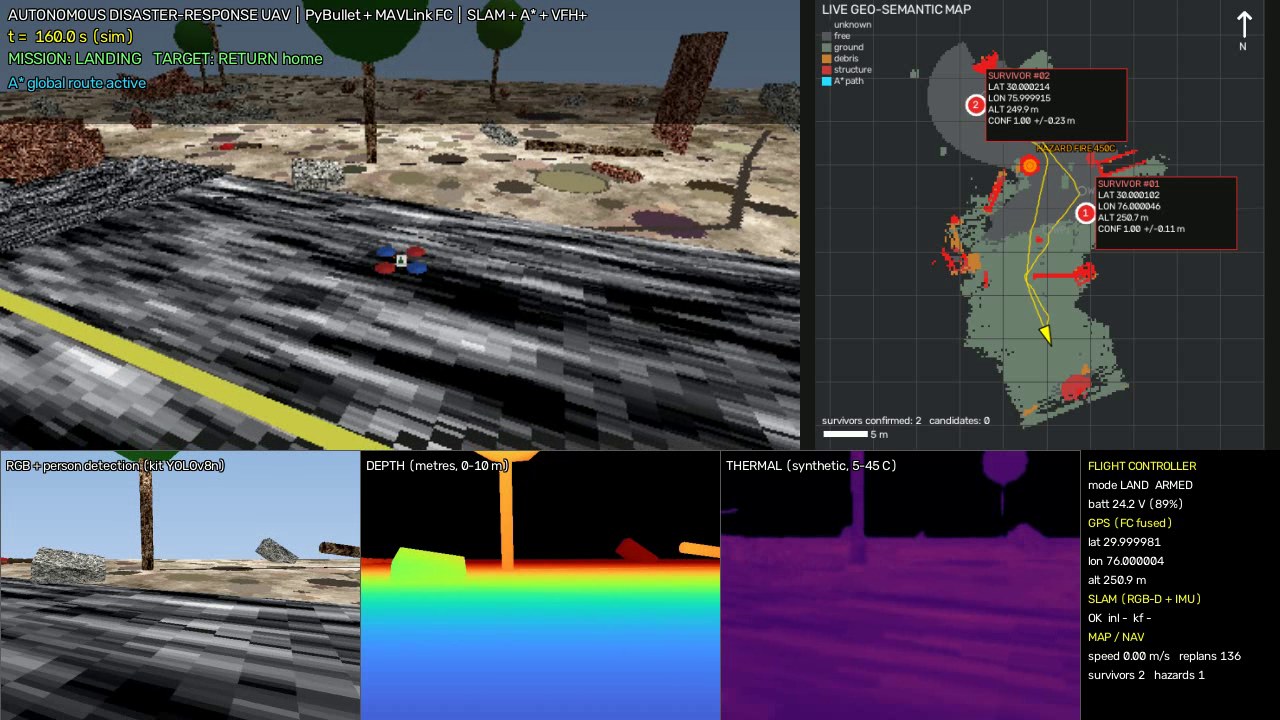 AUTONOMOUS DISASTER-RESPONSE UAV | PyBullet + MAVLink FC | SLAM + A* + VFH+
t = 160.0 s (sim)
MISSION: LANDING TARGET: RETURN home
A* global route active
LIVE GEO-SEMANTIC MAP
unknown
free
ground
debris
structure
A* path
N
SURVIVOR #02
LAT 30.000214
LON 75.999915
ALT 249.9 m
CONF 1.00 +/-0.23 m
2
HAZARD FIRE 450C
SURVIVOR #01
LAT 30.000102
LON 76.000046
ALT 250.7 m
CONF 1.00 +/-0.11 m
1
survivors confirmed: 2 candidates: 0
5 m
RGB + person detection (kit YOLOv8n)
DEPTH (metres, 0-10 m)
THERMAL (synthetic, 5-45 C)
FLIGHT CONTROLLER
mode LAND ARMED
batt 24.2 V (89%)
GPS (FC fused)
lat 29.999981
lon 76.000004
alt 250.9 m
SLAM (RGB-D + IMU)
OK inl - kf -
MAP / NAV
speed 0.00 m/s replans 136
survivors 2 hazards 1